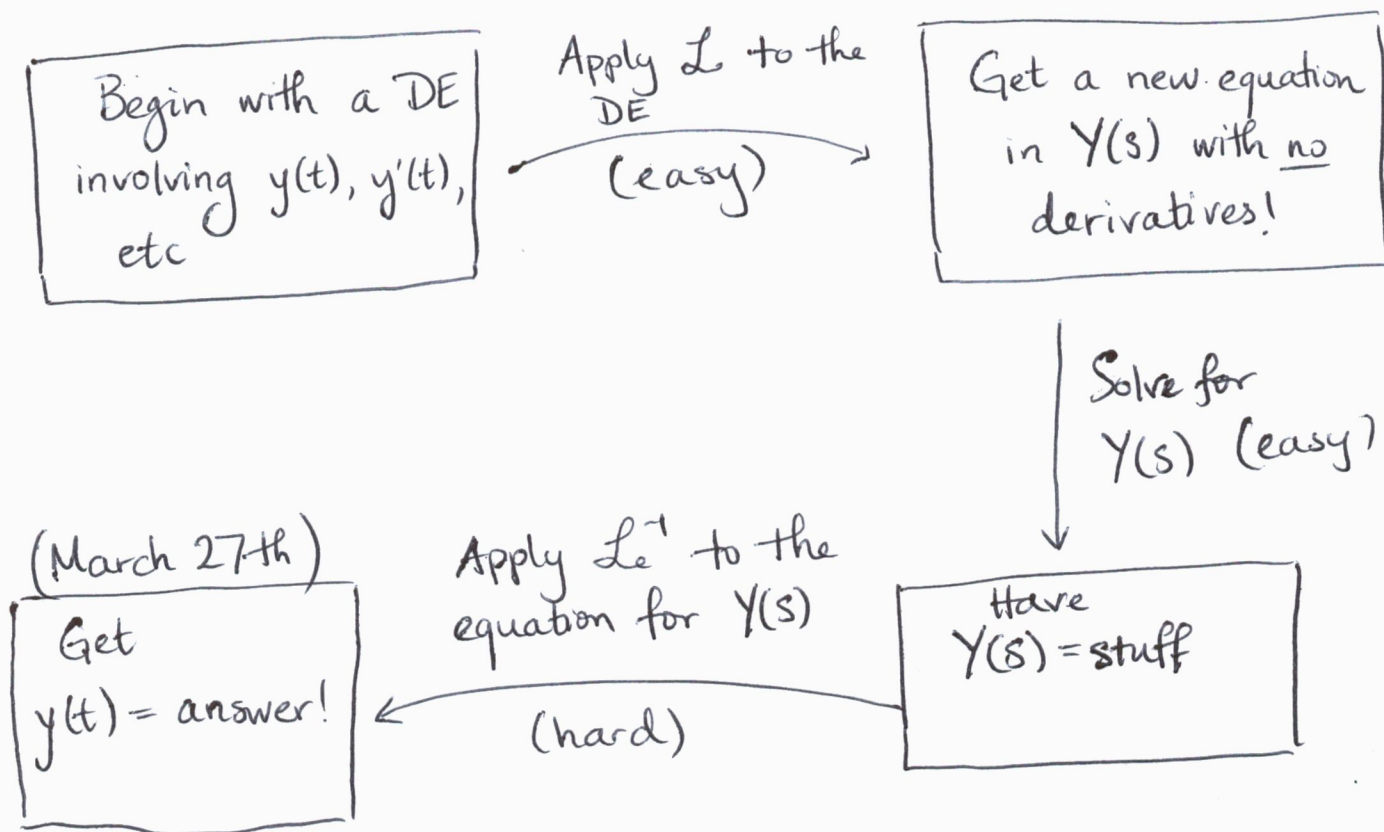 Begin with a DE
involving y(t), y'(t),
etc
Apply ℒ to the
DE
(easy)
Get a new equation
in Y(s) with no
derivatives!
Solve for
Y(s) (easy)
Have
Y(s) = stuff
Apply ℒ⁻¹ to the
equation for Y(s)
(hard)
(March 27th)
Get
y(t) = answer!